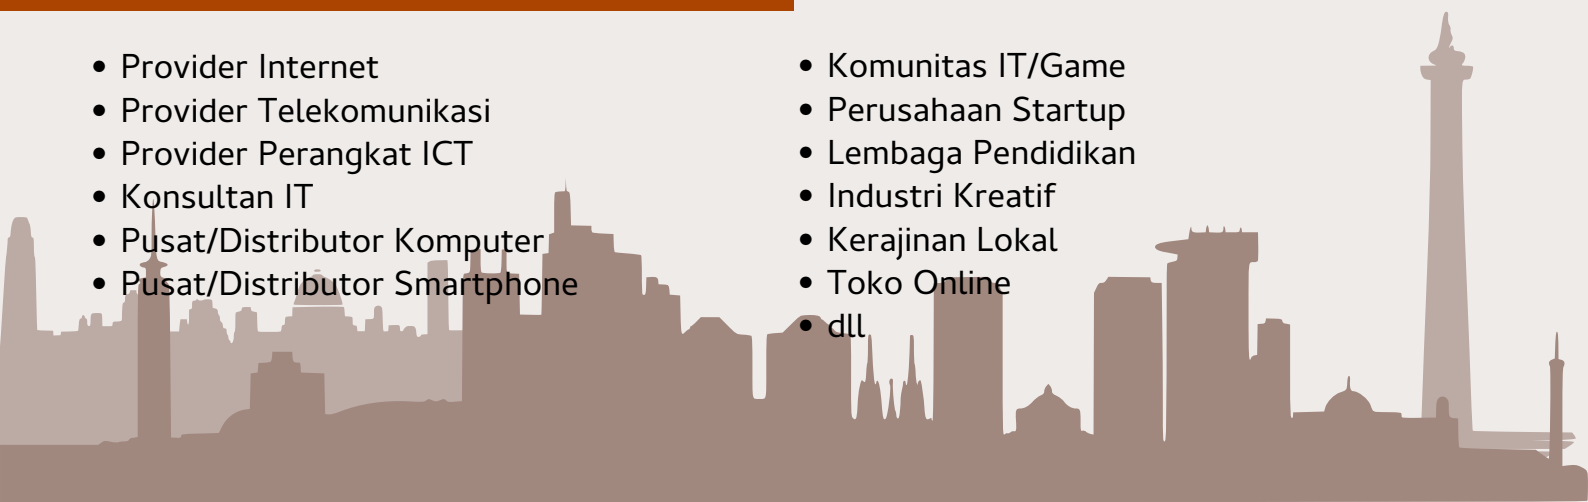 • Provider Internet
• Provider Telekomunikasi
• Provider Perangkat ICT
• Konsultan IT
• Pusat/Distributor Komputer
• Pusat/Distributor Smartphone
• Komunitas IT/Game
• Perusahaan Startup
• Lembaga Pendidikan
• Industri Kreatif
• Kerajinan Lokal
• Toko Online
• dll